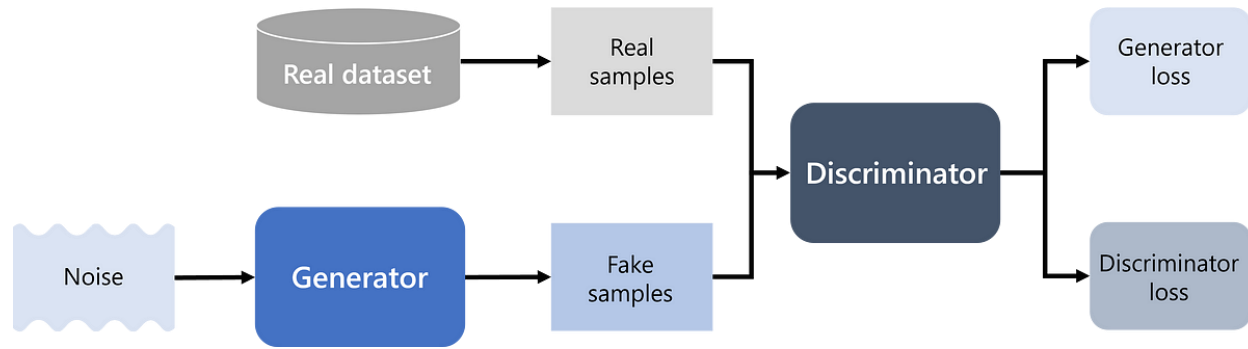 Real dataset
Real
samples
Generator
loss
Discriminator
Noise
Generator
Fake
samples
Discriminator
loss